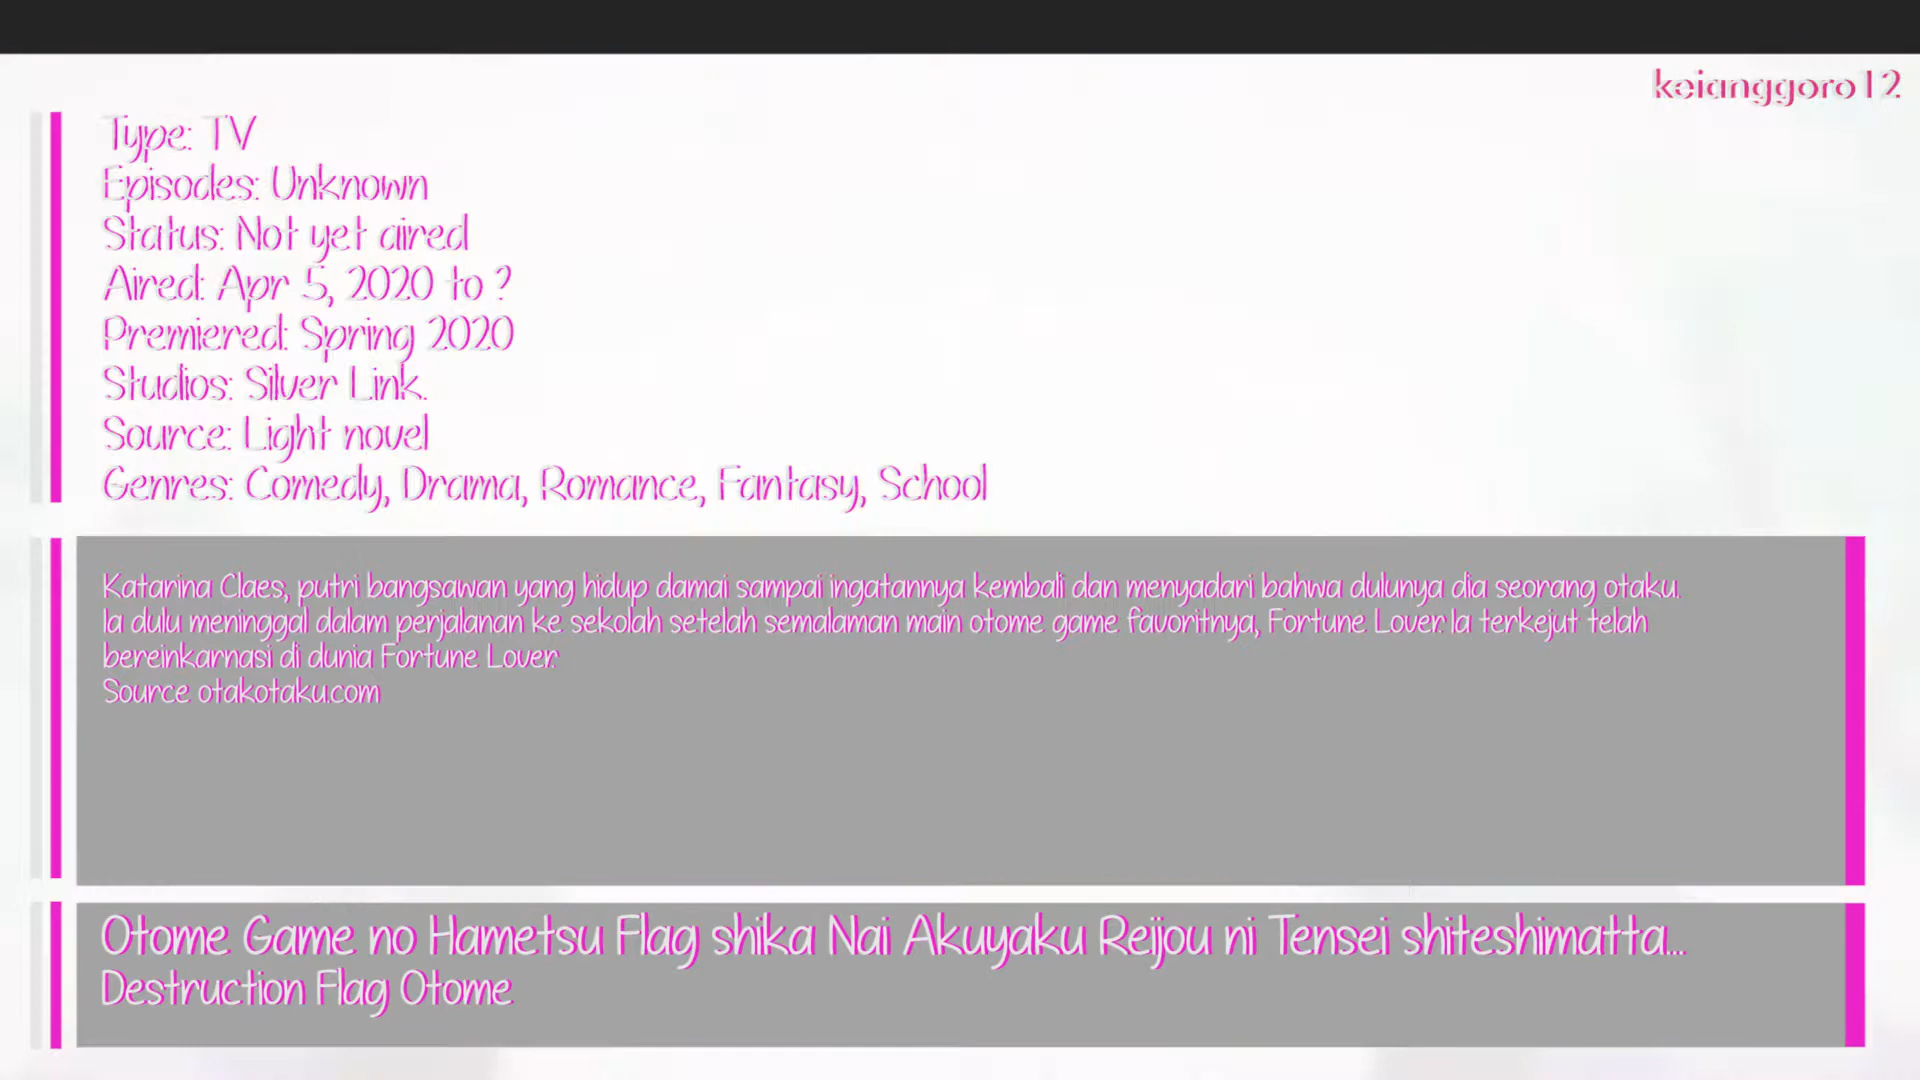 keianggoro12
Type: TV
Episodes: Unknown
Status: Not yet aired
Aired: Apr 5, 2020 to ?
Premiered: Spring 2020
Studios: Silver Link.
Source: Light novel
Genres: Comedy, Drama, Romance, Fantasy, School
Katarina Claes, putri bangsawan yang hidup damai sampai ingatannya kembali dan menyadari bahwa dulunya dia seorang otaku.
Ia dulu meninggal dalam perjalanan ke sekolah setelah semalaman main otome game favoritnya, Fortune Lover. Ia terkejut telah
bereinkarnasi di dunia Fortune Lover.
Source: otakotaku.com
Otome Game no Hametsu Flag shika Nai Akuyaku Reijou ni Tensei shiteshimatta...
Destruction Flag Otome